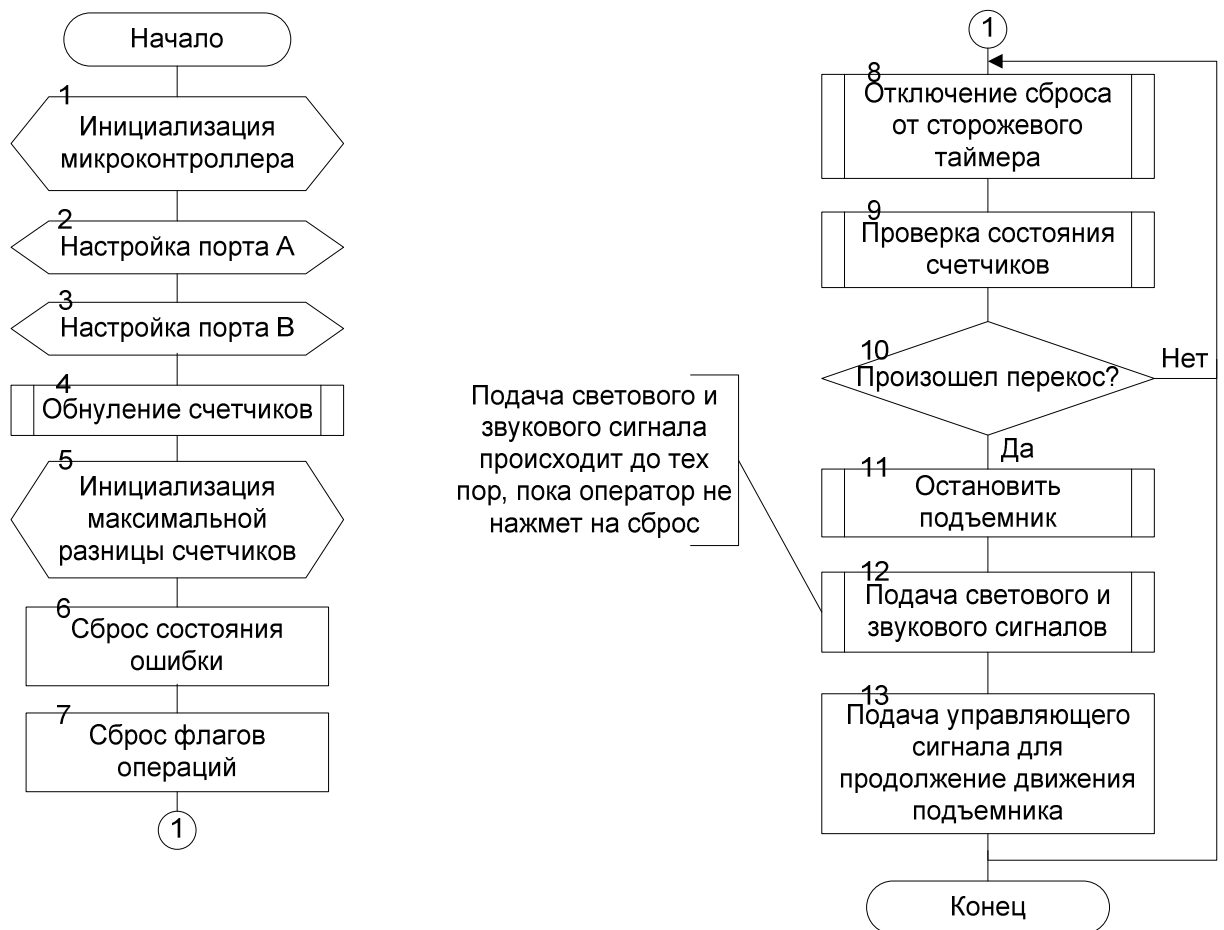 Начало
1
Инициализация
микроконтроллера
2
Настройка порта А
3
Настройка порта В
4
Обнуление счетчиков
5
Инициализация
максимальной
разницы счетчиков
6
Сброс состояния
ошибки
7
Сброс флагов
операций
1
1
8
Отключение сброса
от сторожевого
таймера
9
Проверка состояния
счетчиков
10
Произошел перекос?
Нет
Да
11
Остановить
подъемник
Подача светового и
звукового сигнала
происходит до тех
пор, пока оператор не
нажмет на сброс
12
Подача светового и
звукового сигналов
13
Подача управляющего
сигнала для
продолжение движения
подъемника
Конец